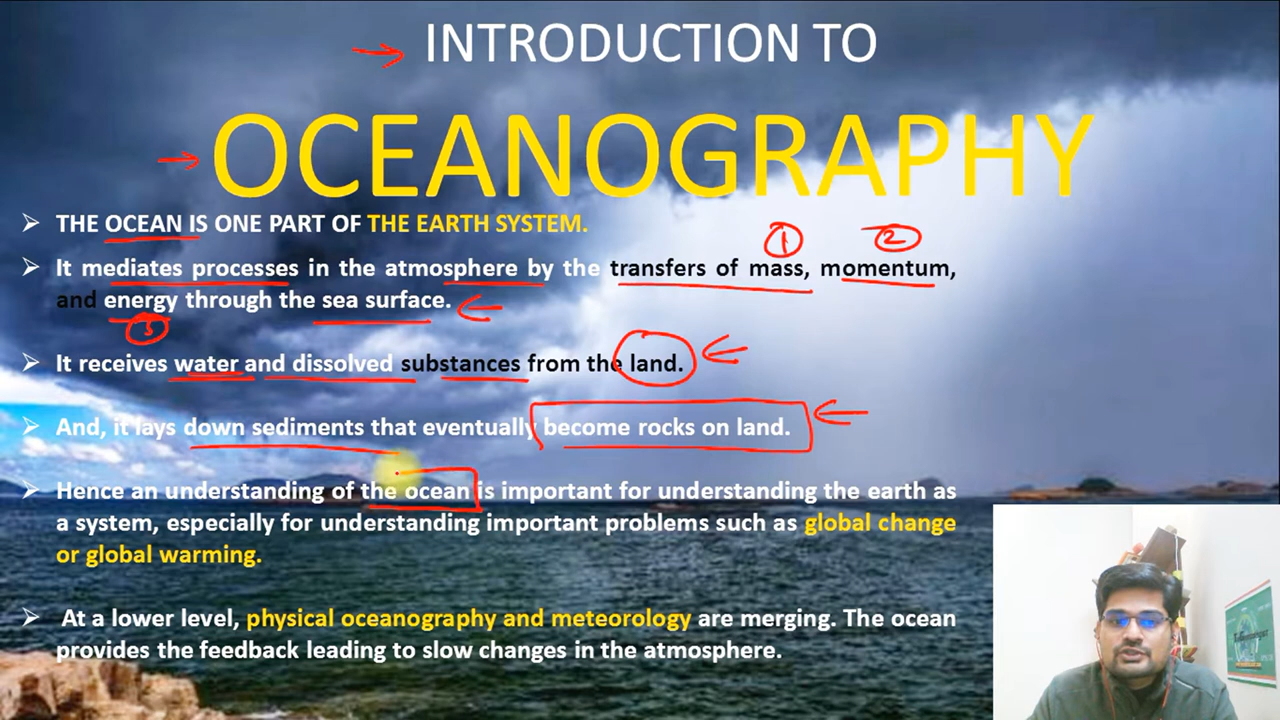 INTRODUCTION TO
OCEANOGRAPHY
➢ THE OCEAN IS ONE PART OF THE EARTH SYSTEM.
1 2
➢ It mediates processes in the atmosphere by the transfers of mass, momentum,
and energy through the sea surface.
3
➢ It receives water and dissolved substances from the land.
➢ And, it lays down sediments that eventually become rocks on land.
➢ Hence an understanding of the ocean is important for understanding the earth as
a system, especially for understanding important problems such as global change
or global warming.
➢ At a lower level, physical oceanography and meteorology are merging. The ocean
provides the feedback leading to slow changes in the atmosphere.